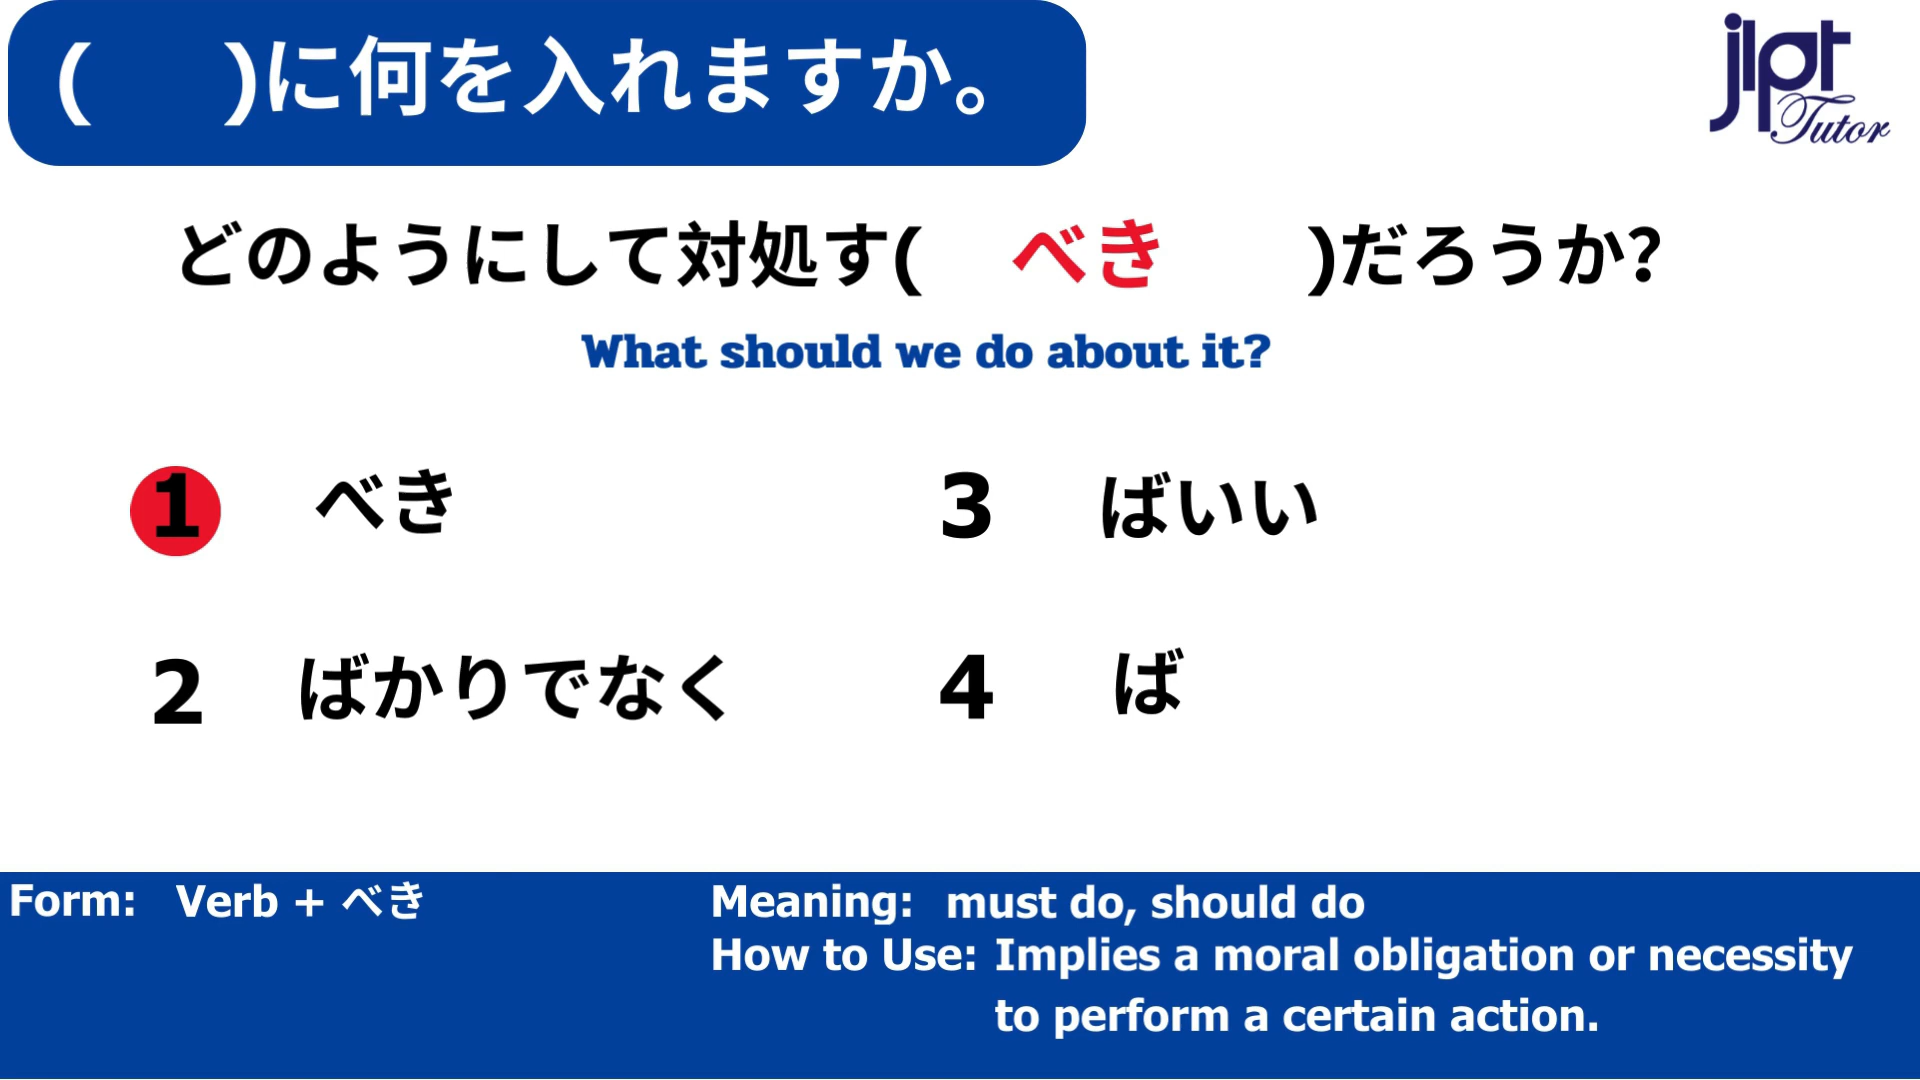 ( )に何を入れますか。
jlpt
Tutor
どのようにして対処す( べき )だろうか?
What should we do about it?
1 べき
3 ばいい
2 ばかりでなく
4 ば
Form: Verb + べき
Meaning: must do, should do
How to Use: Implies a moral obligation or necessity
to perform a certain action.